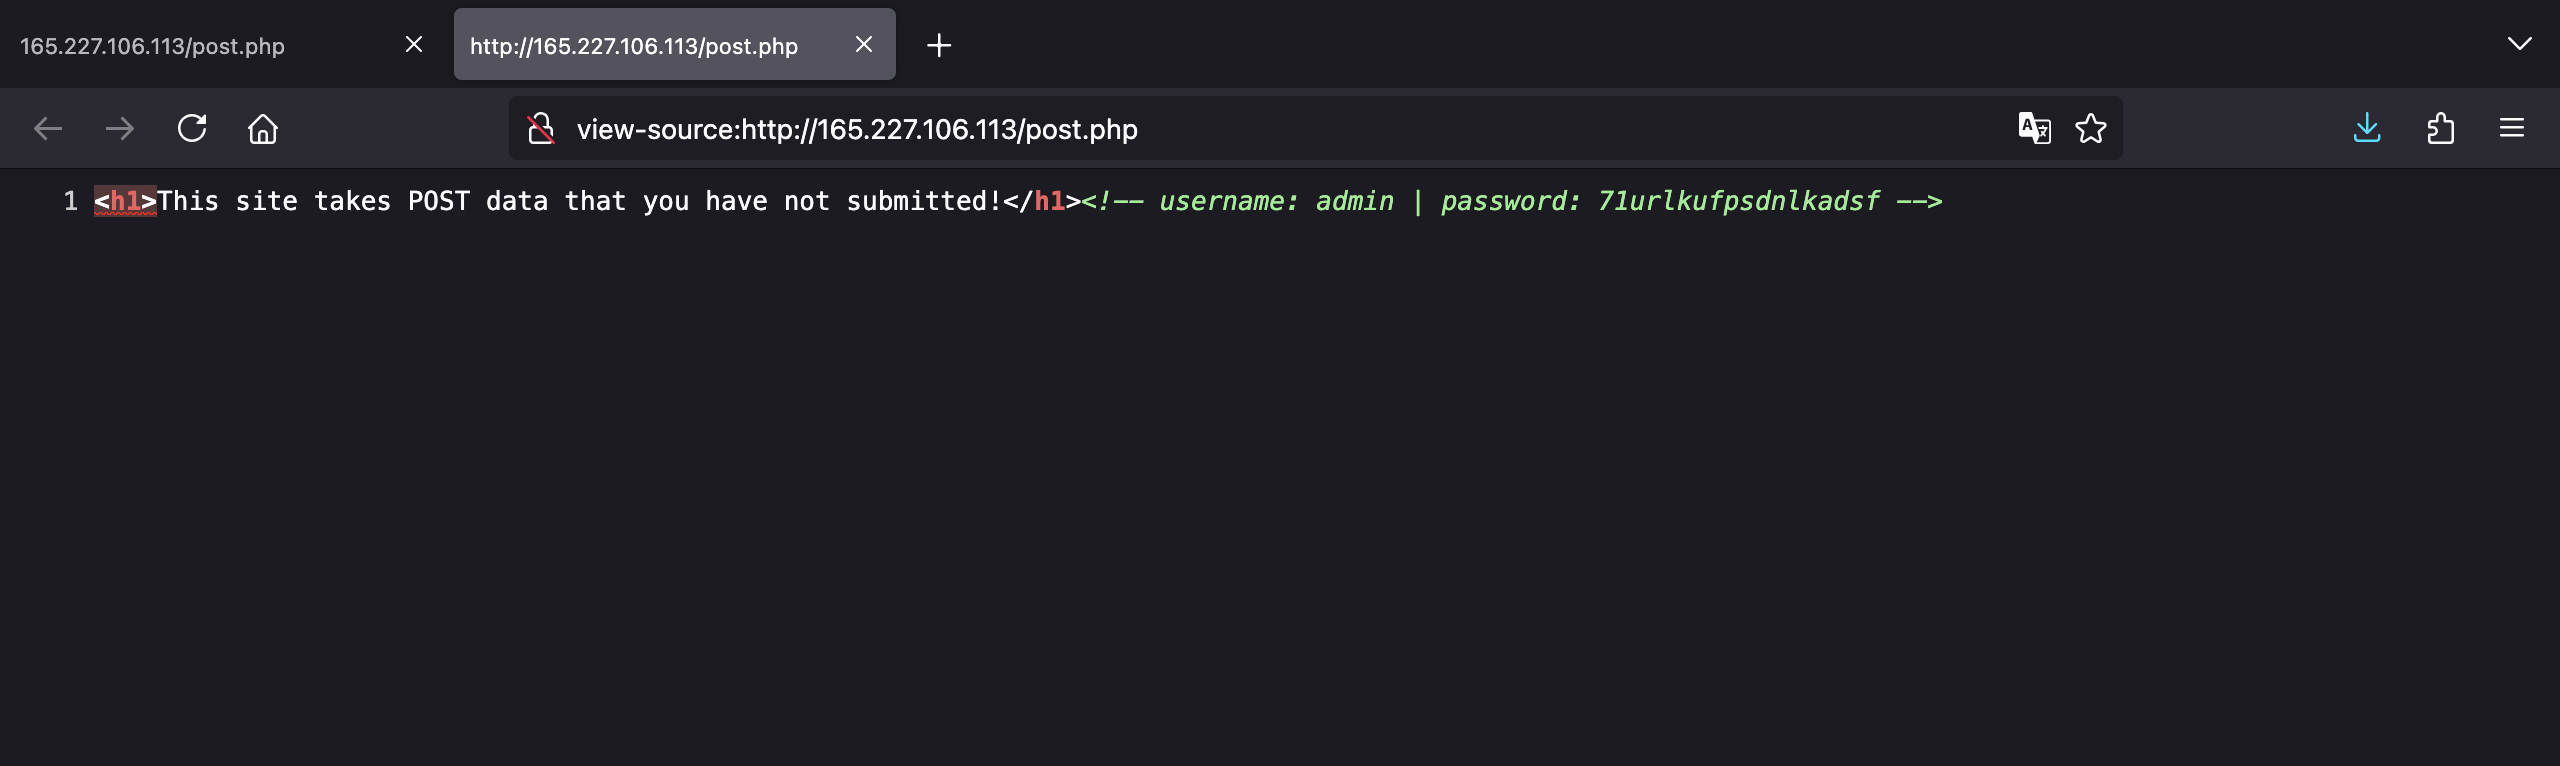 165.227.106.113/post.php
http://165.227.106.113/post.php
view-source:http://165.227.106.113/post.php
1 <h1>This site takes POST data that you have not submitted!</h1><!-- username: admin | password: 71urlkufpsdnlkadsf -->